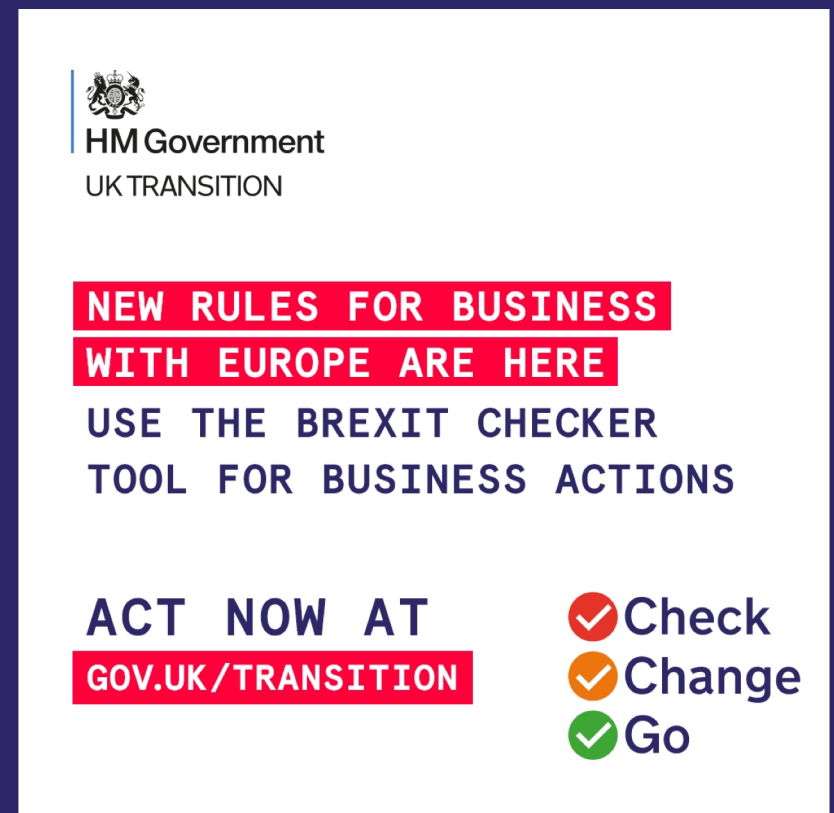 HM Government
UK TRANSITION
NEW RULES FOR BUSINESS
WITH EUROPE ARE HERE
USE THE BREXIT CHECKER
TOOL FOR BUSINESS ACTIONS
ACT NOW AT
GOV.UK/TRANSITION
Check
Change
Go